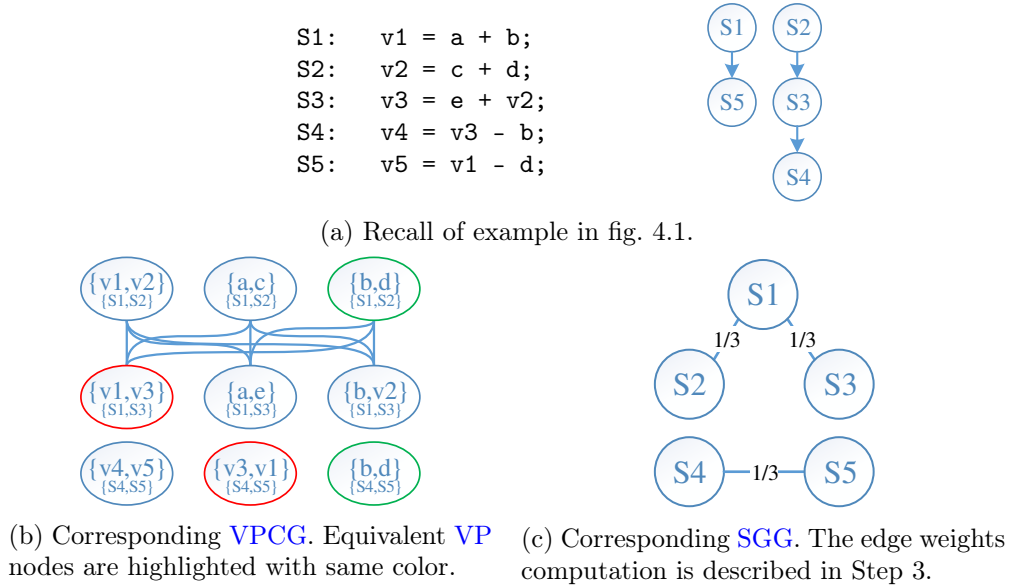 S1: v1 = a + b;
S2: v2 = c + d;
S3: v3 = e + v2;
S4: v4 = v3 - b;
S5: v5 = v1 - d;
S1 S2
S5 S3
S4
(a) Recall of example in fig. 4.1.
{v1,v2} {a,c} {b,d}
{S1,S2} {S1,S2} {S1,S2}
{v1,v3} {a,e} {b,v2}
{S1,S3} {S1,S3} {S1,S3}
{v4,v5} {v3,v1} {b,d}
{S4,S5} {S4,S5} {S4,S5}
(b) Corresponding VPCG. Equivalent VP
nodes are highlighted with same color.
S1
1/3 1/3
S2 S3
S4 1/3 S5
(c) Corresponding SGG. The edge weights
computation is described in Step 3.